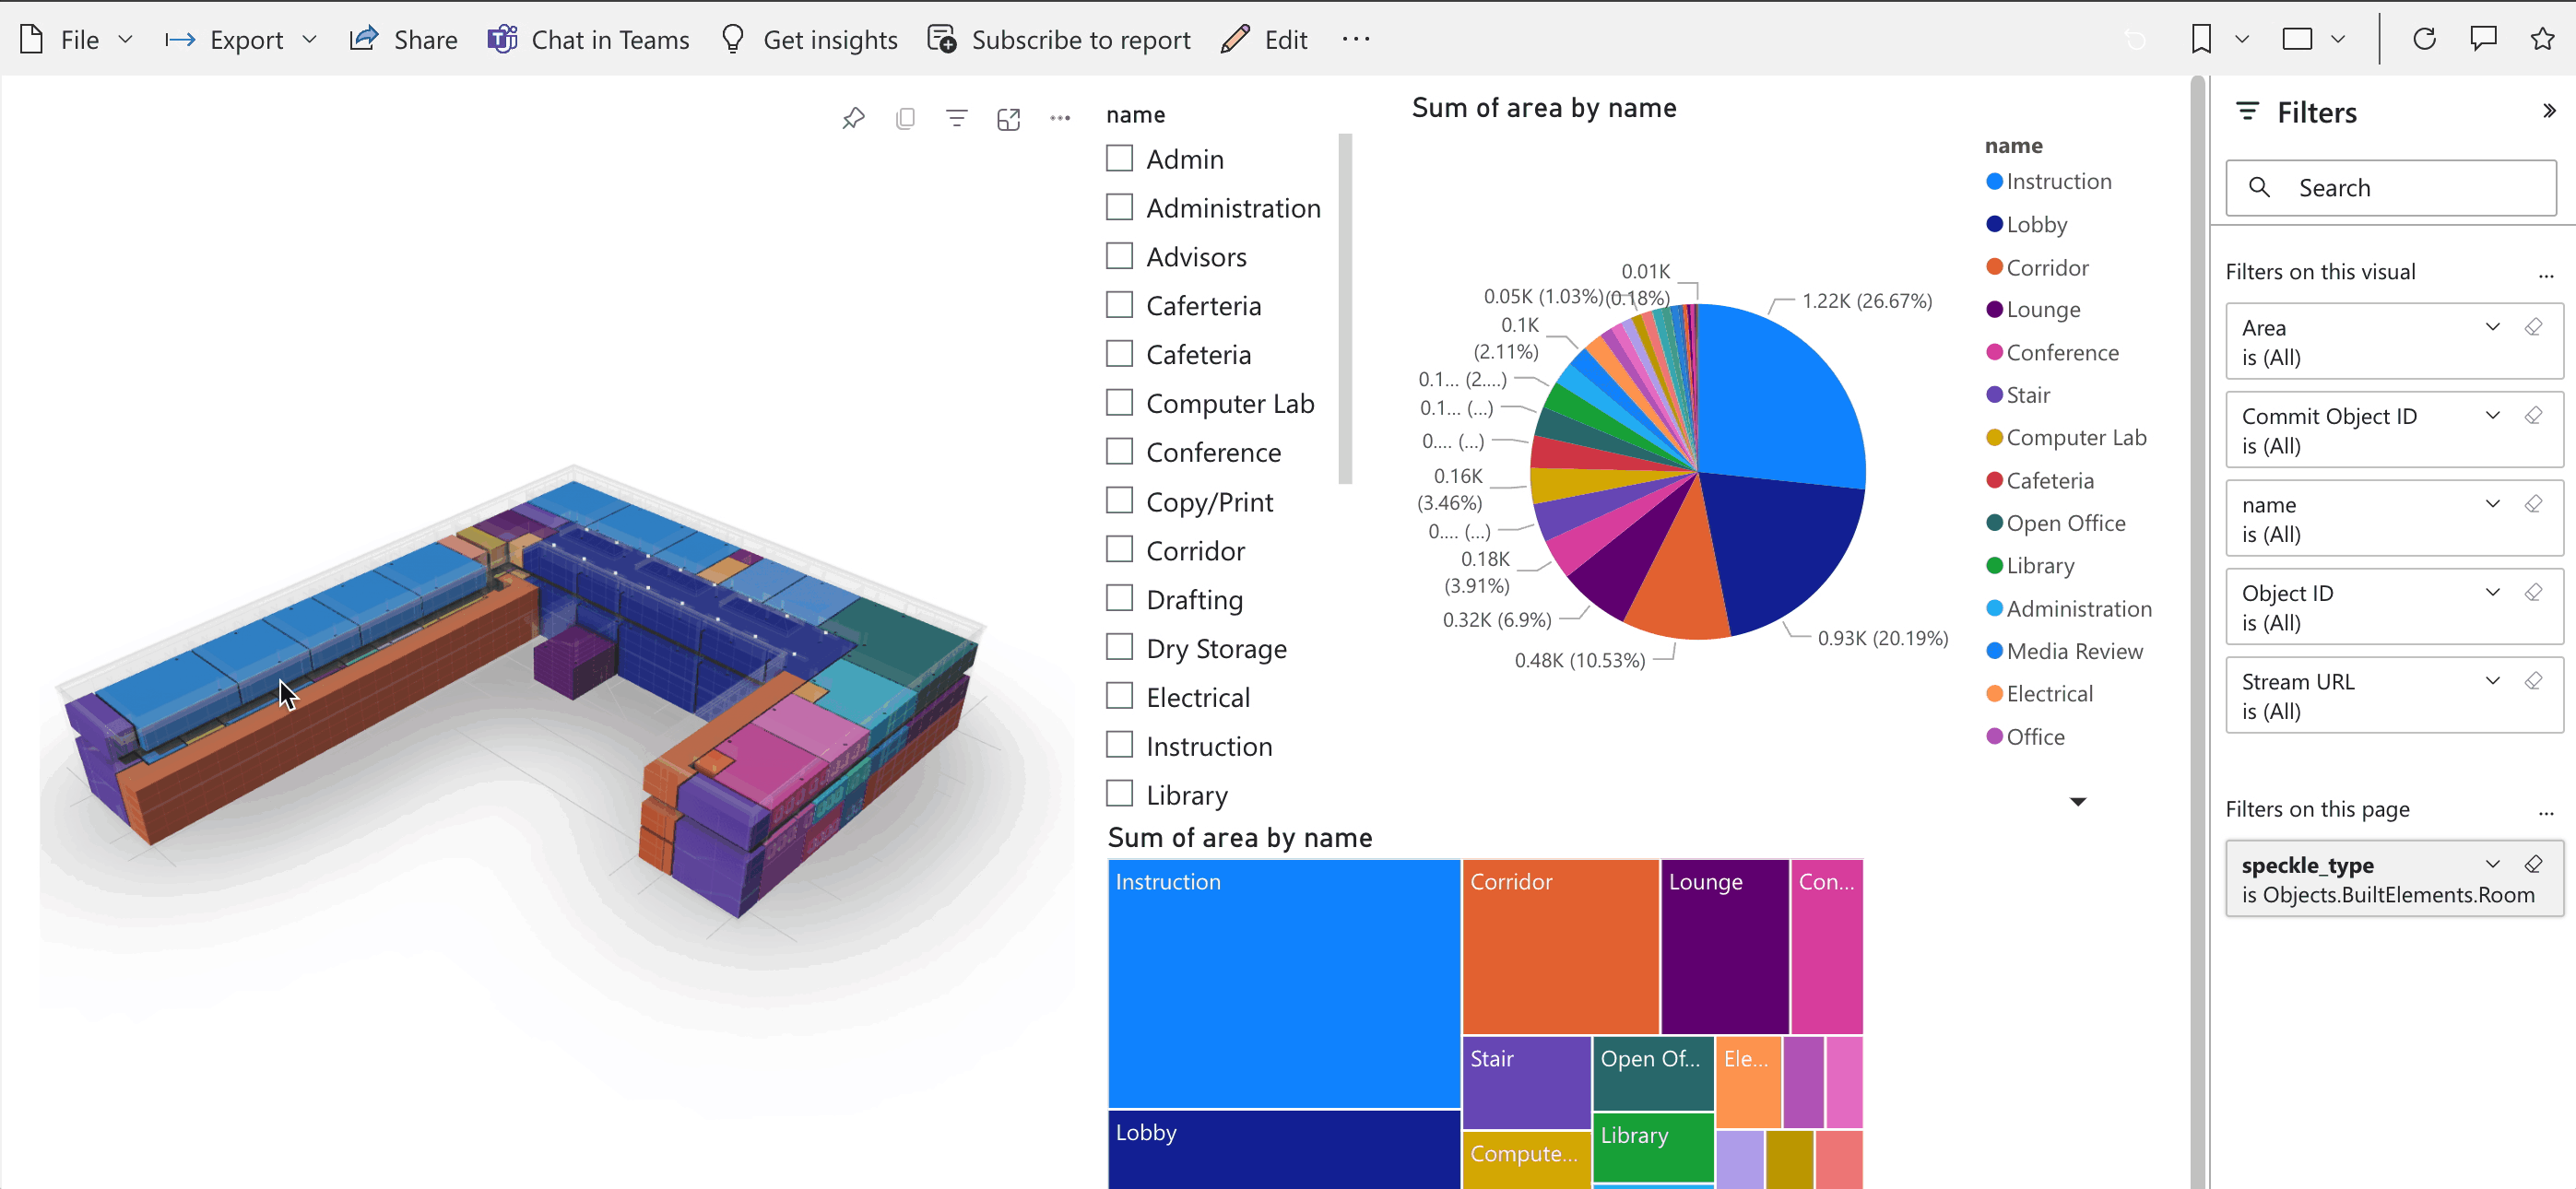 File
Export
Share
Chat in Teams
Get insights
Subscribe to report
Edit
name
Admin
Administration
Advisors
Caferteria
Cafeteria
Computer Lab
Conference
Copy/Print
Corridor
Drafting
Dry Storage
Electrical
Instruction
Library
Sum of area by name
0.01K
(0.18%)
0.05K (1.03%)
0.1K
(2.11%)
0.1... (2....)
0.1... (...)
0.... (...)
0.16K
(3.46%)
0.... (...)
0.18K
(3.91%)
0.32K (6.9%)
0.48K (10.53%)
0.93K (20.19%)
1.22K (26.67%)
name
Instruction
Lobby
Corridor
Lounge
Conference
Stair
Computer Lab
Cafeteria
Open Office
Library
Administration
Media Review
Electrical
Office
Sum of area by name
Instruction
Corridor
Lounge
Con...
Stair
Open Of...
Ele...
Lobby
Library
Compute...
Filters
Search
Filters on this visual
...
Area
is (All)
Commit Object ID
is (All)
name
is (All)
Object ID
is (All)
Stream URL
is (All)
Filters on this page
...
speckle_type
is Objects.BuiltElements.Room